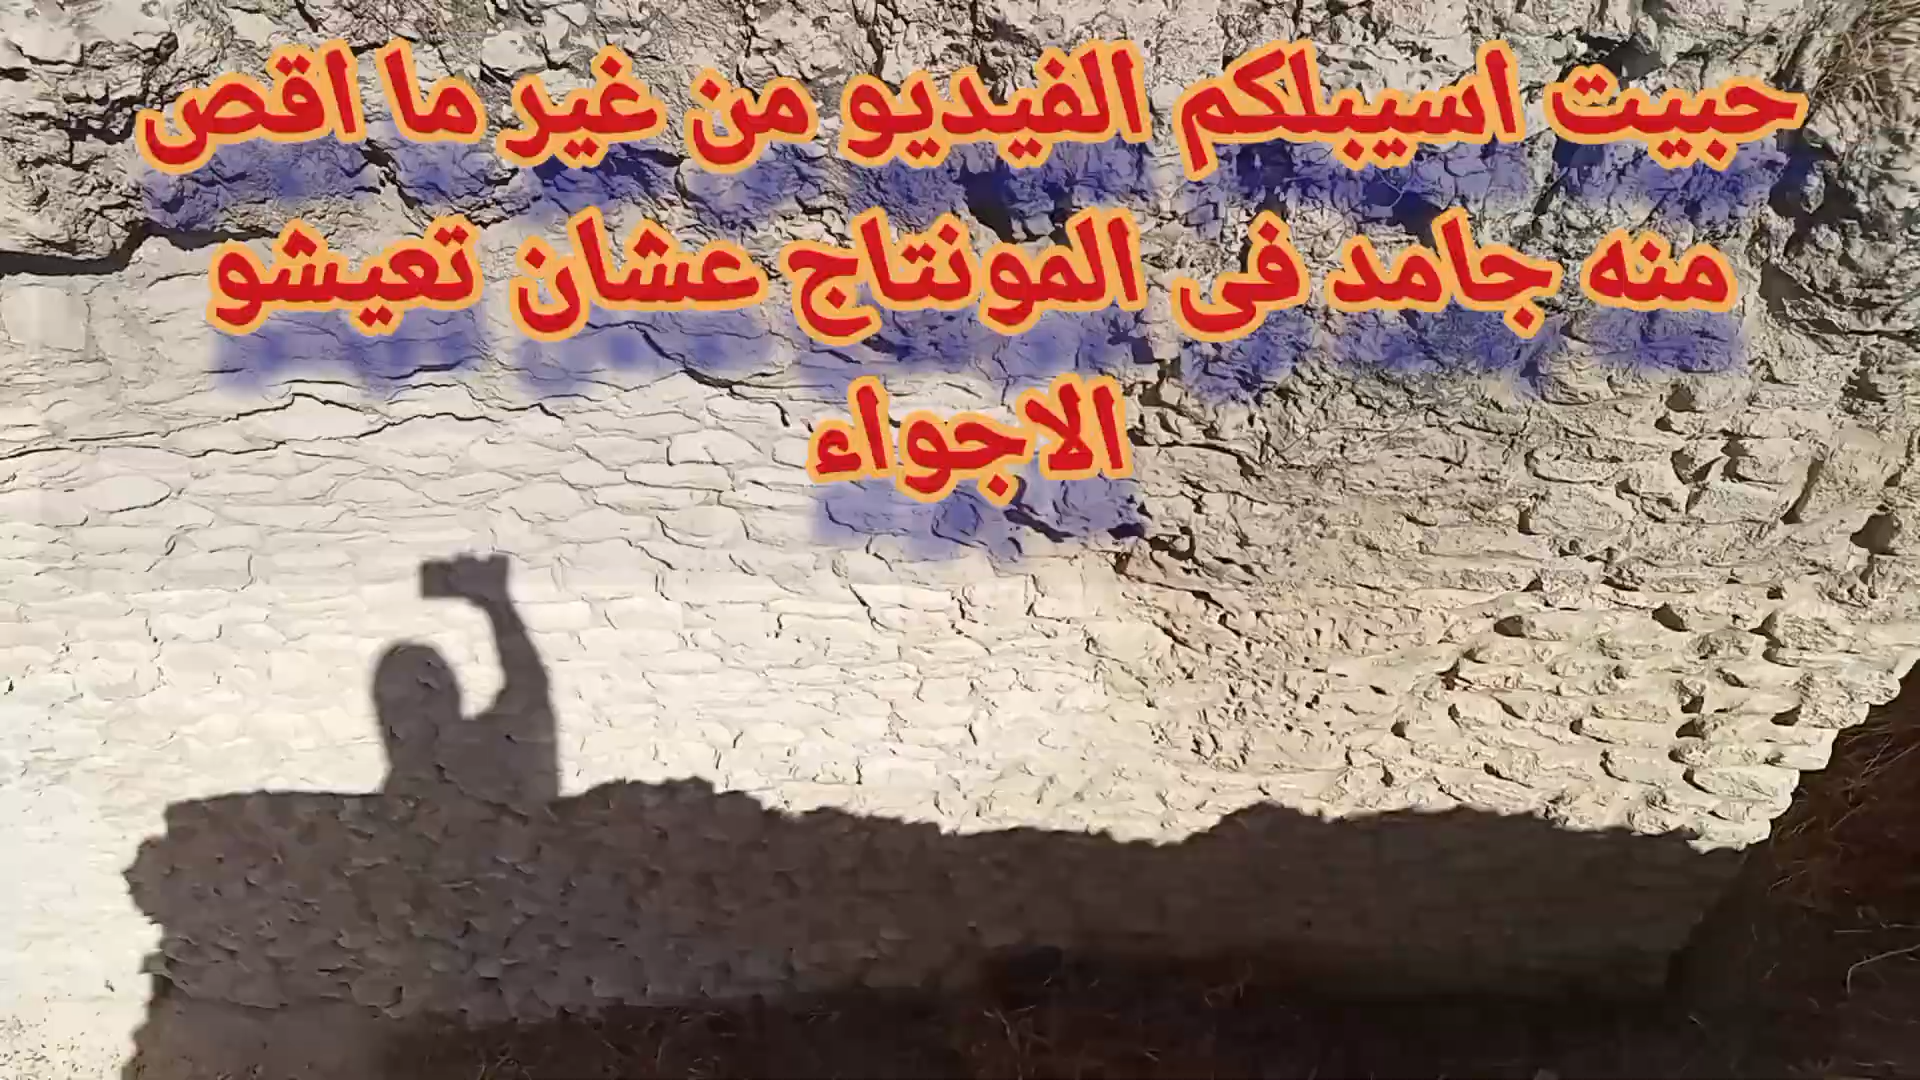 حبيت اسيبلكم الفيديو من غير ما اقص
منه جامد فى المونتاج عشان تعيشو
الاجواء